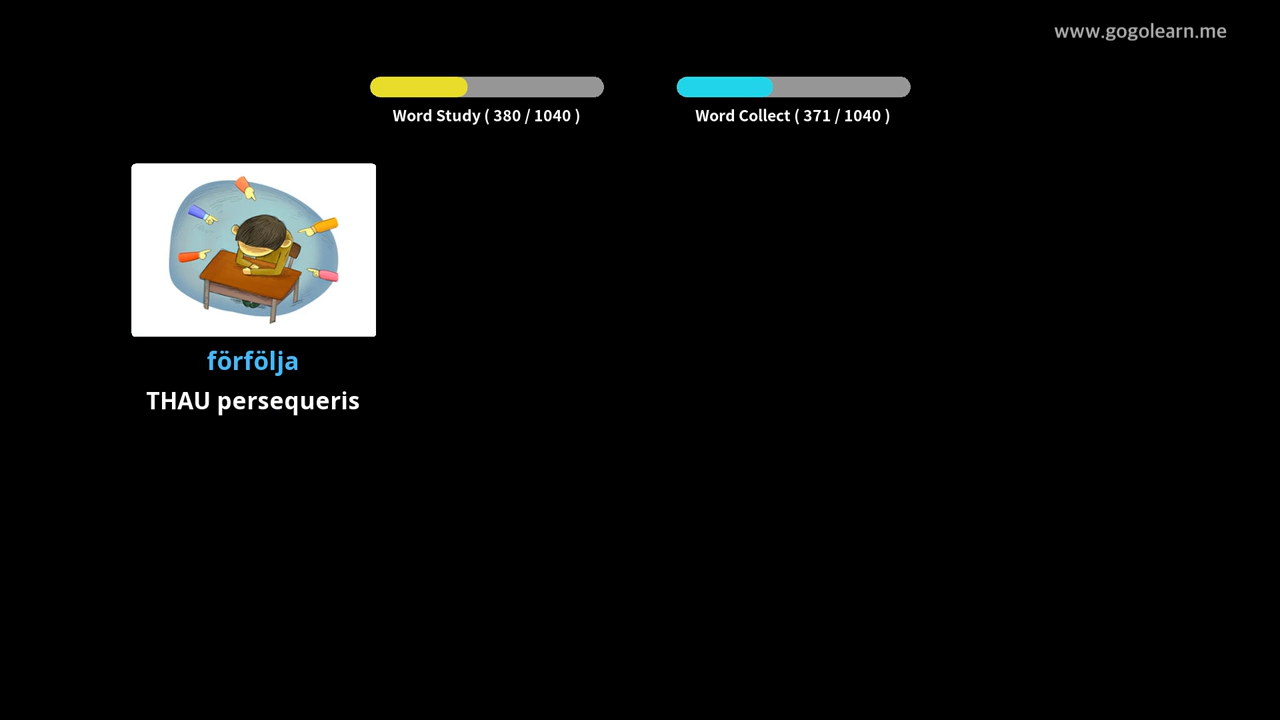 www.gogolearn.me
Word Study ( 380 / 1040 )
Word Collect ( 371 / 1040 )
förfölja
THAU persequeris